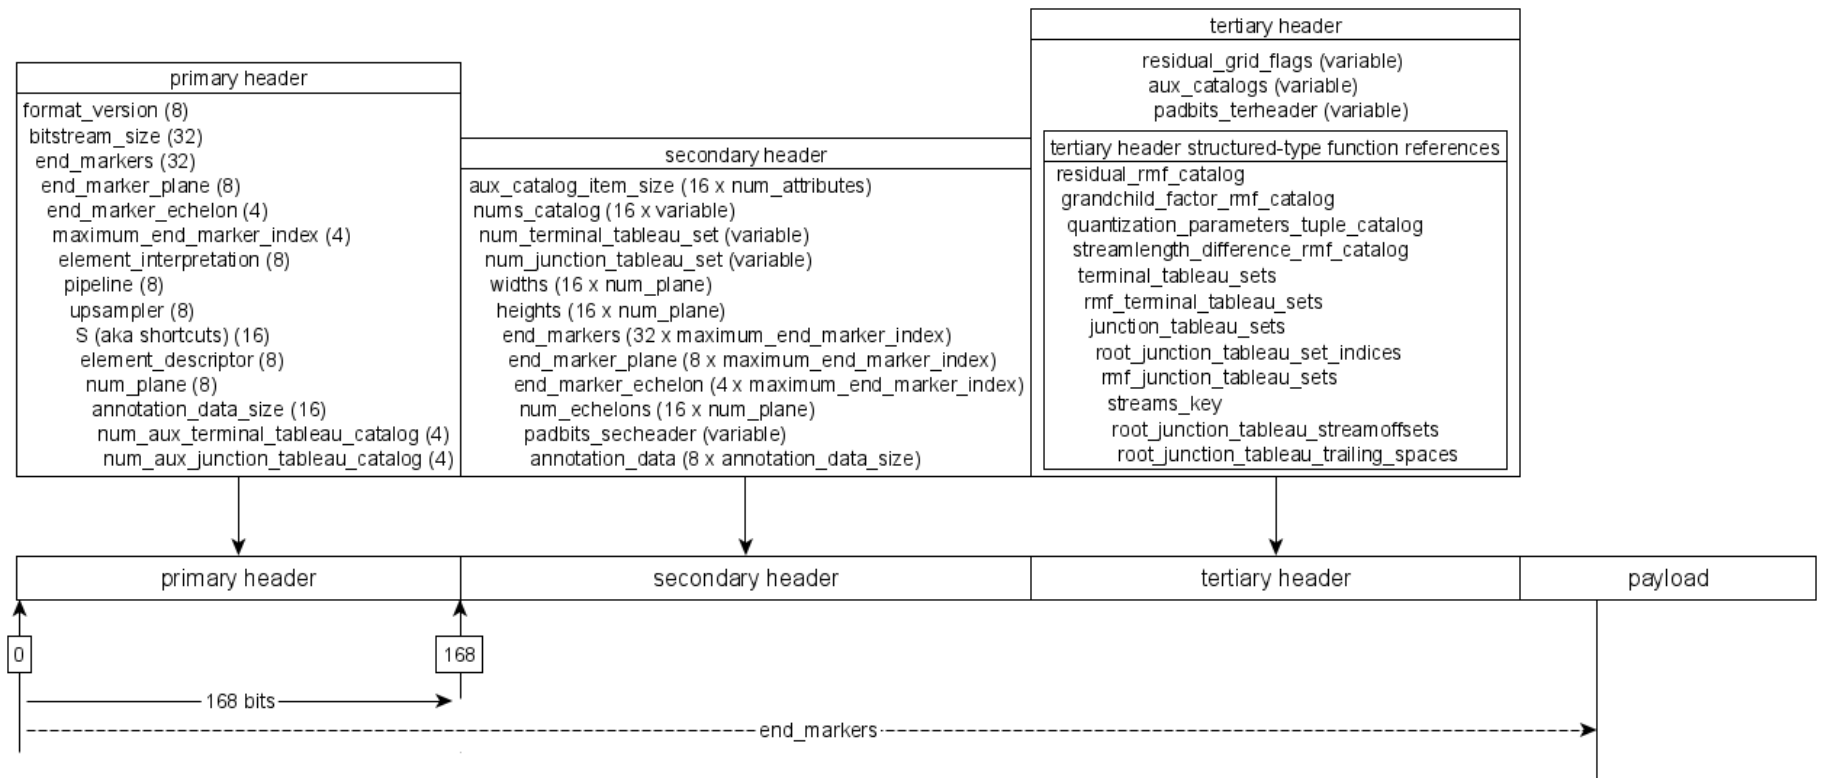 primary header
format_version (8)
bitstream_size (32)
end_markers (32)
end_marker_plane (8)
end_marker_echelon (4)
maximum_end_marker_index (4)
element_interpretation (8)
pipeline (8)
upsampler (8)
S (aka shortcuts) (16)
element_descriptor (8)
num_plane (8)
annotation_data_size (16)
num_aux_terminal_tableau_catalog (4)
num_aux_junction_tableau_catalog (4)
secondary header
aux_catalog_item_size (16 x num_attributes)
nums_catalog (16 x variable)
num_terminal_tableau_set (variable)
num_junction_tableau_set (variable)
widths (16 x num_plane)
heights (16 x num_plane)
end_markers (32 x maximum_end_marker_index)
end_marker_plane (8 x maximum_end_marker_index)
end_marker_echelon (4 x maximum_end_marker_index)
num_echelons (16 x num_plane)
padbits_secheader (variable)
annotation_data (8 x annotation_data_size)
tertiary header
residual_grid_flags (variable)
aux_catalogs (variable)
padbits_terheader (variable)
tertiary header structured-type function references
residual_rmf_catalog
grandchild_factor_rmf_catalog
quantization_parameters_tuple_catalog
streamlength_difference_rmf_catalog
terminal_tableau_sets
rmf_terminal_tableau_sets
junction_tableau_sets
root_junction_tableau_set_indices
rmf_junction_tableau_sets
streams_key
root_junction_tableau_streamoffsets
root_junction_tableau_trailing_spaces
primary header
secondary header
tertiary header
payload
0
168
168 bits
end_markers